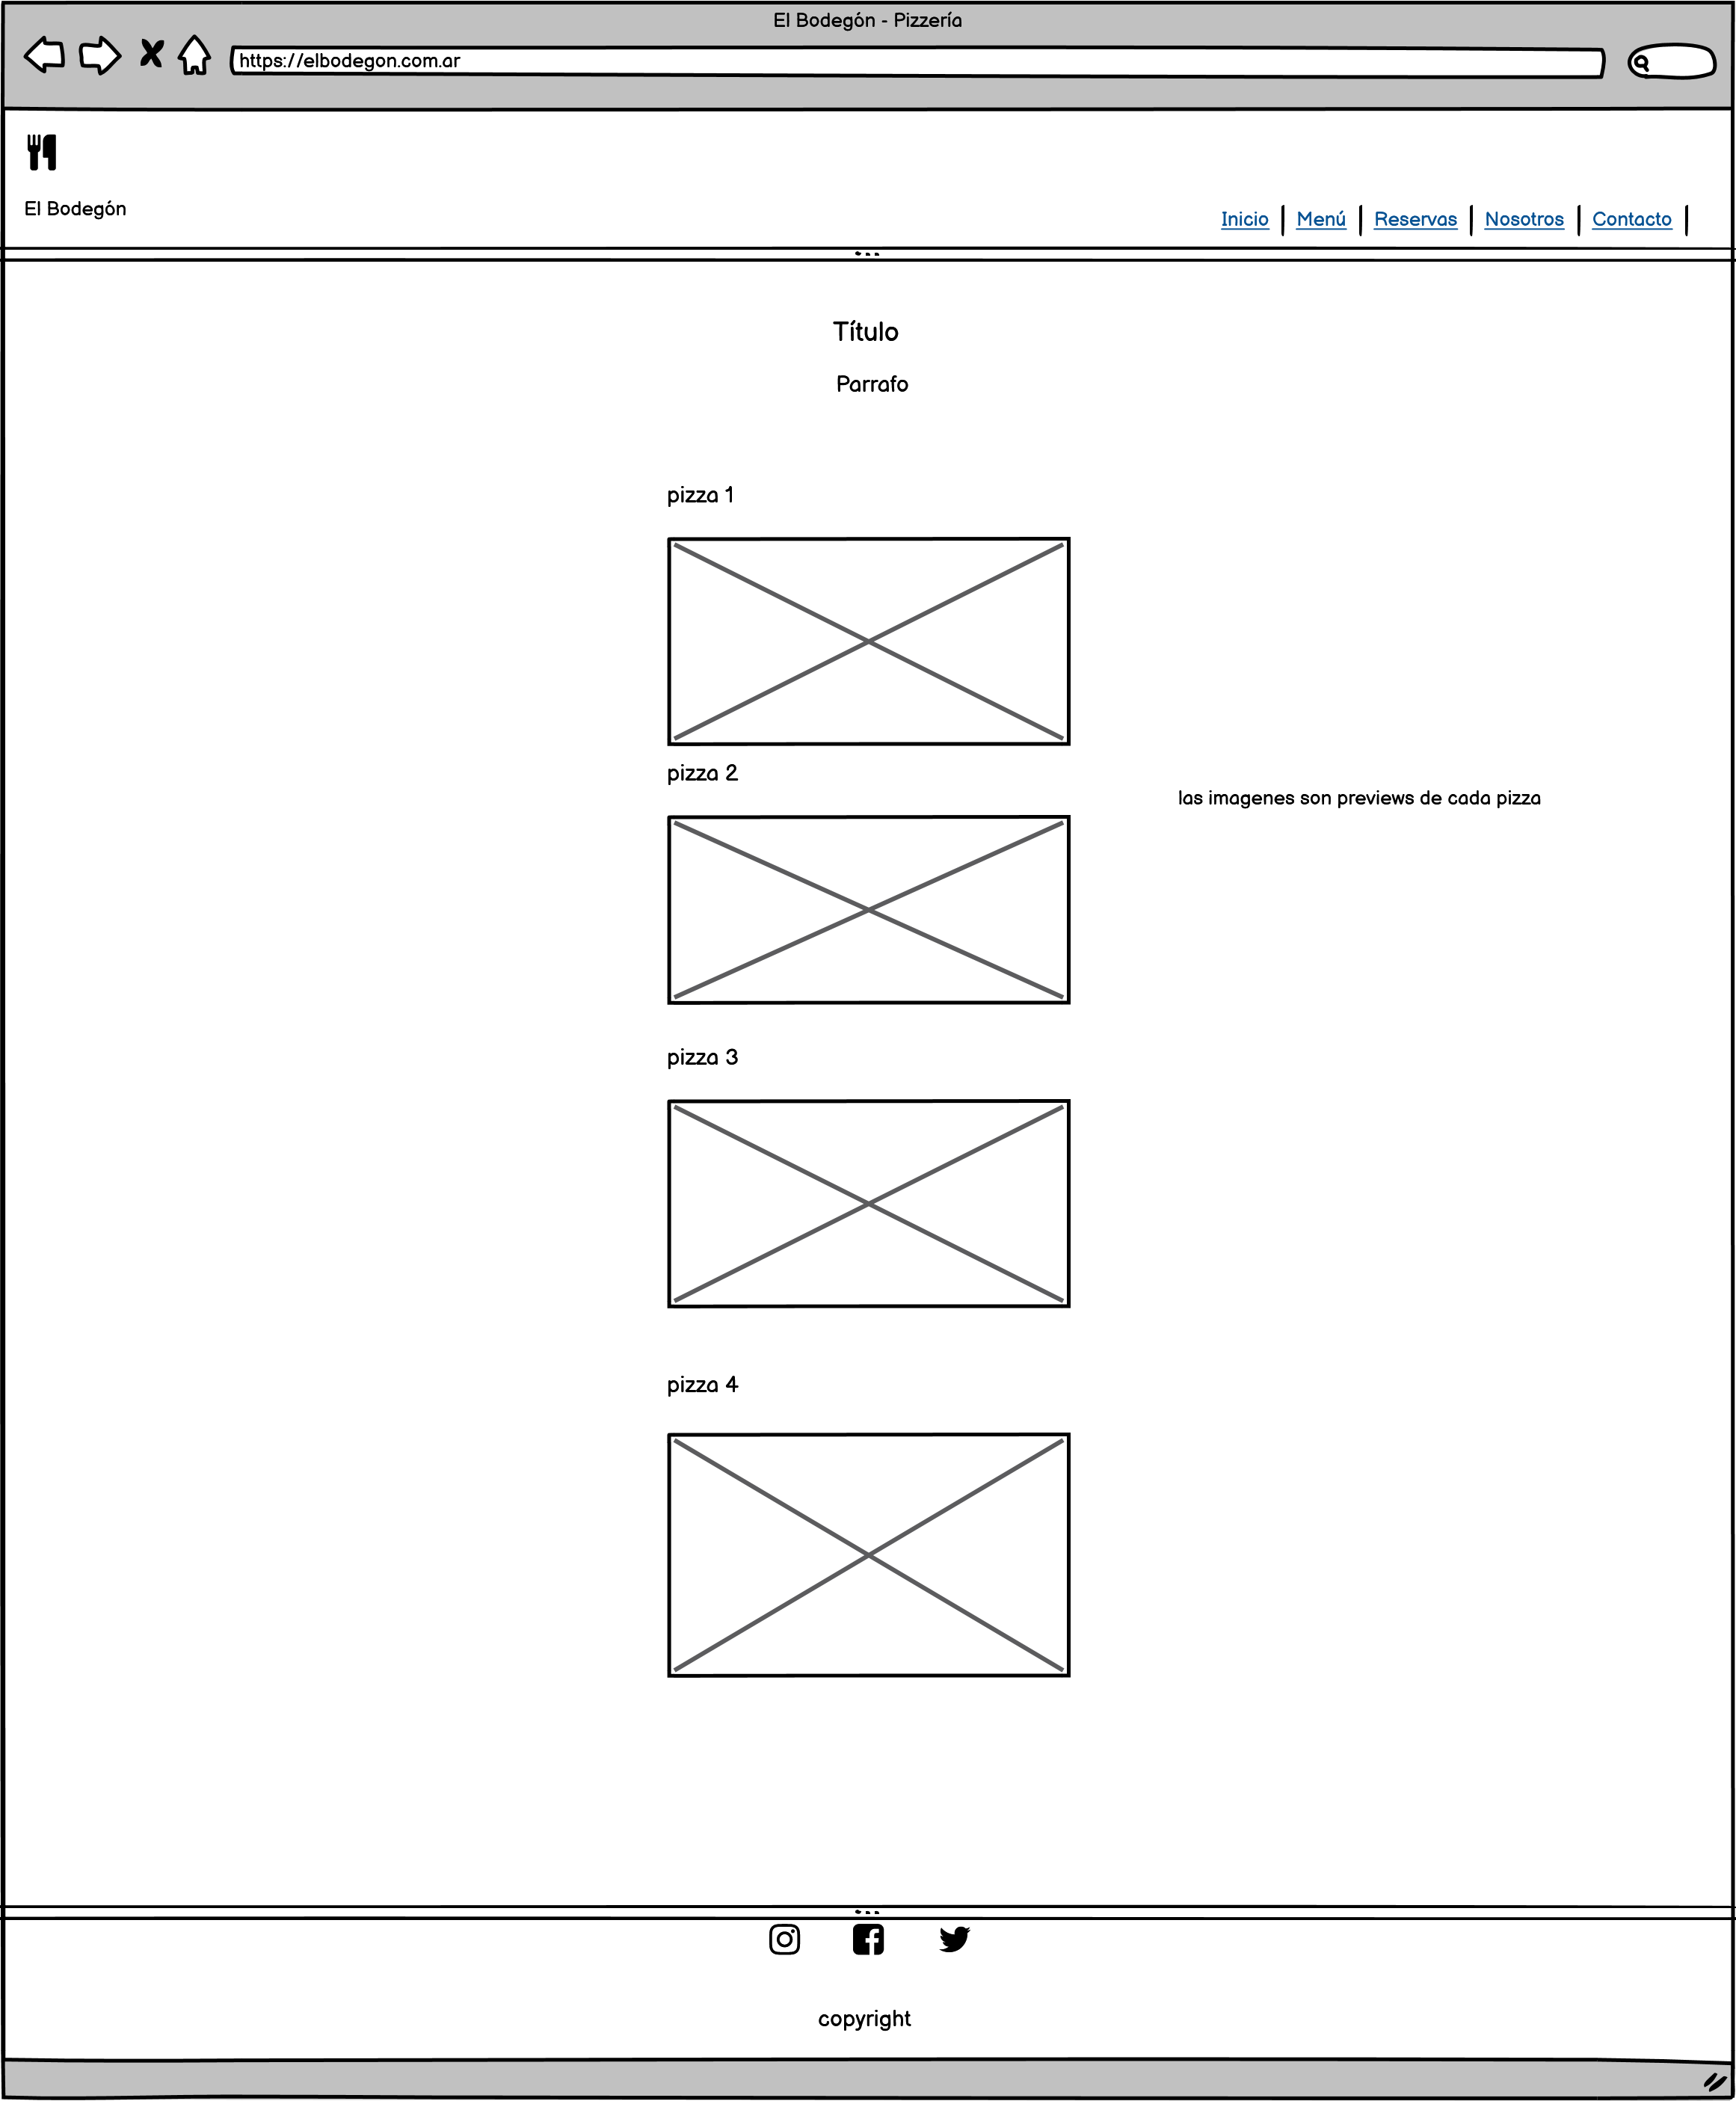 El Bodegón - Pizzería
https://elbodegon.com.ar
El Bodegón
Inicio | Menú | Reservas | Nosotros | Contacto |
Título
Parrafo
pizza 1
pizza 2
las imagenes son previews de cada pizza
pizza 3
pizza 4
copyright